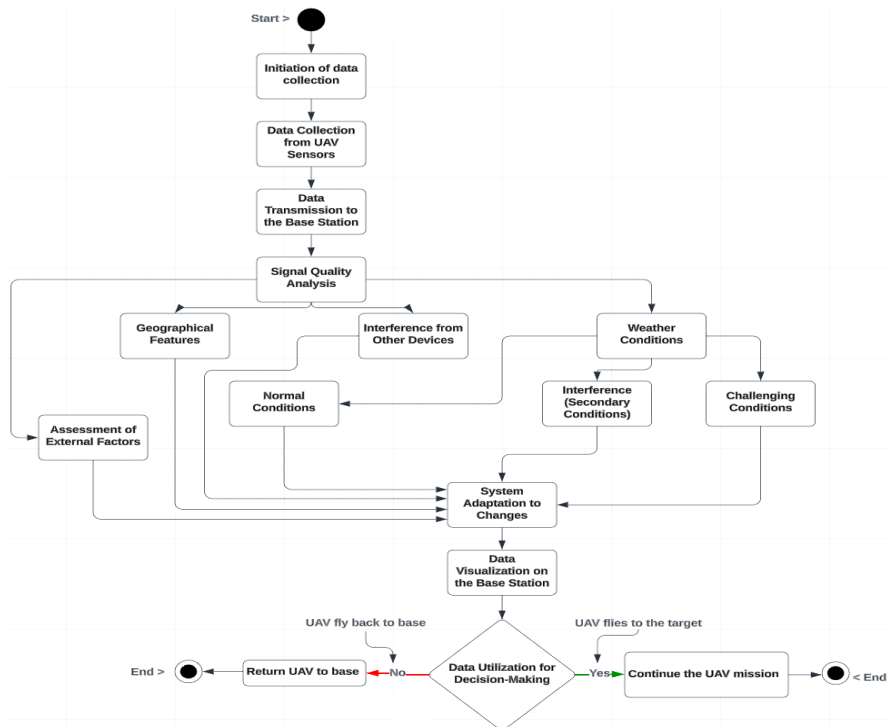 Start >
Initiation of data
collection
Data Collection
from UAV
Sensors
Data
Transmission to
the Base Station
Signal Quality
Analysis
Geographical
Features
Interference from
Other Devices
Weather
Conditions
Normal
Conditions
Interference
(Secondary
Conditions)
Challenging
Conditions
Assessment of
External Factors
System
Adaptation to
Changes
Data
Visualization on
the Base Station
UAV fly back to base
UAV flies to the target
End >
Return UAV to base
No
Data Utilization for
Decision-Making
Yes
Continue the UAV mission
< End